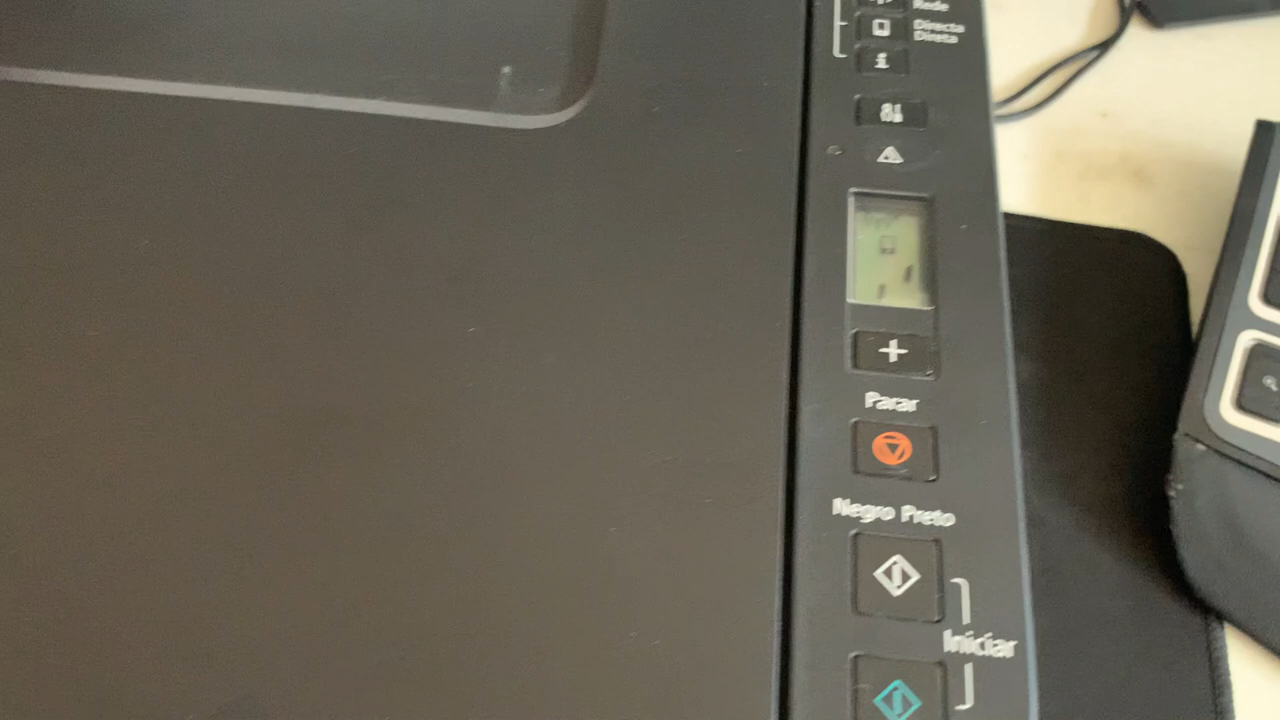 Rede
Directa
Direta
Parar
Negro Preto
Iniciar